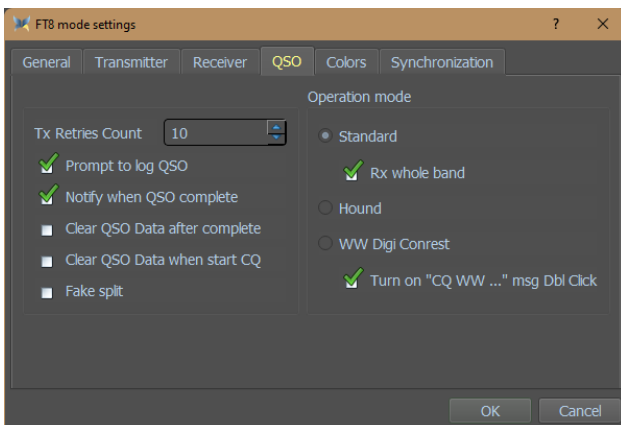 FT8 mode settings
?
General Transmitter Receiver QSO Colors Synchronization
Tx Retries Count 10
Prompt to log QSO
Notify when QSO complete
Clear QSO Data after complete
Clear QSO Data when start CQ
Fake split
Operation mode
Standard
Rx whole band
Hound
WW Digi Conrest
Turn on "CQ WW ..." msg Dbl Click
OK Cancel